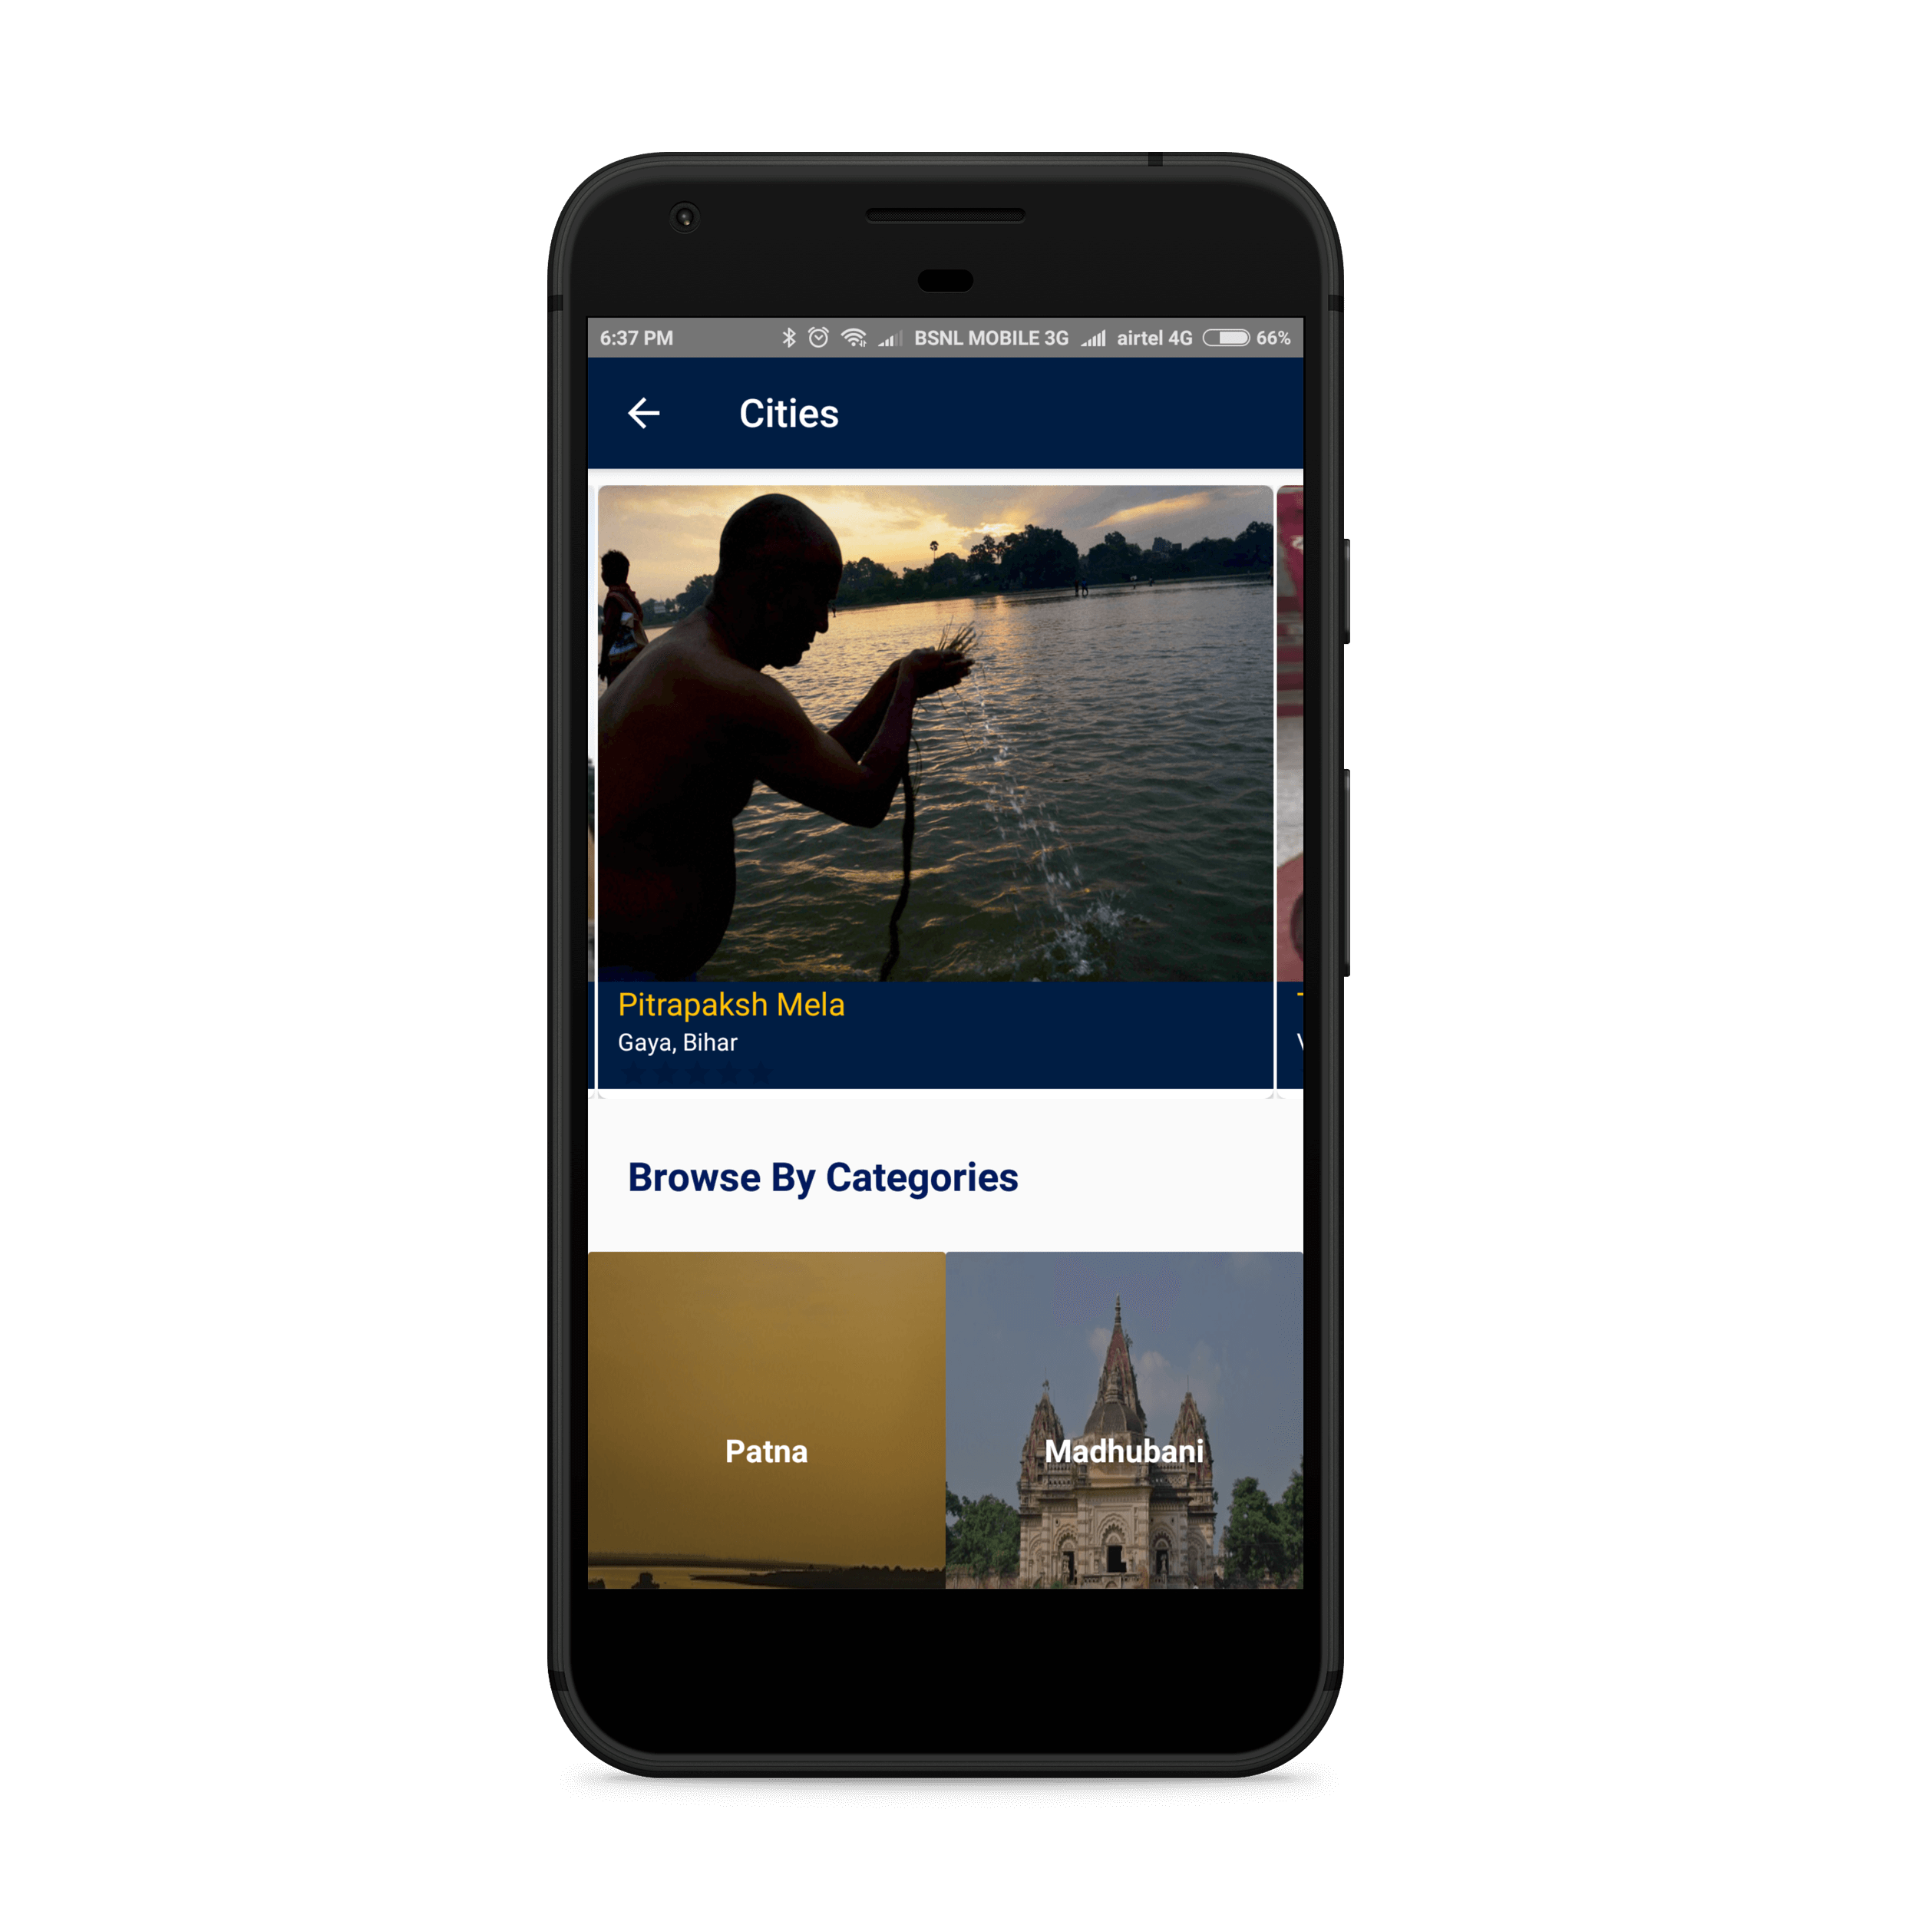 6:37 PM BSNL MOBILE 3G airtel 4G 66%
Cities
Pitrapaksh Mela
Gaya, Bihar
Browse By Categories
Patna
Madhubani